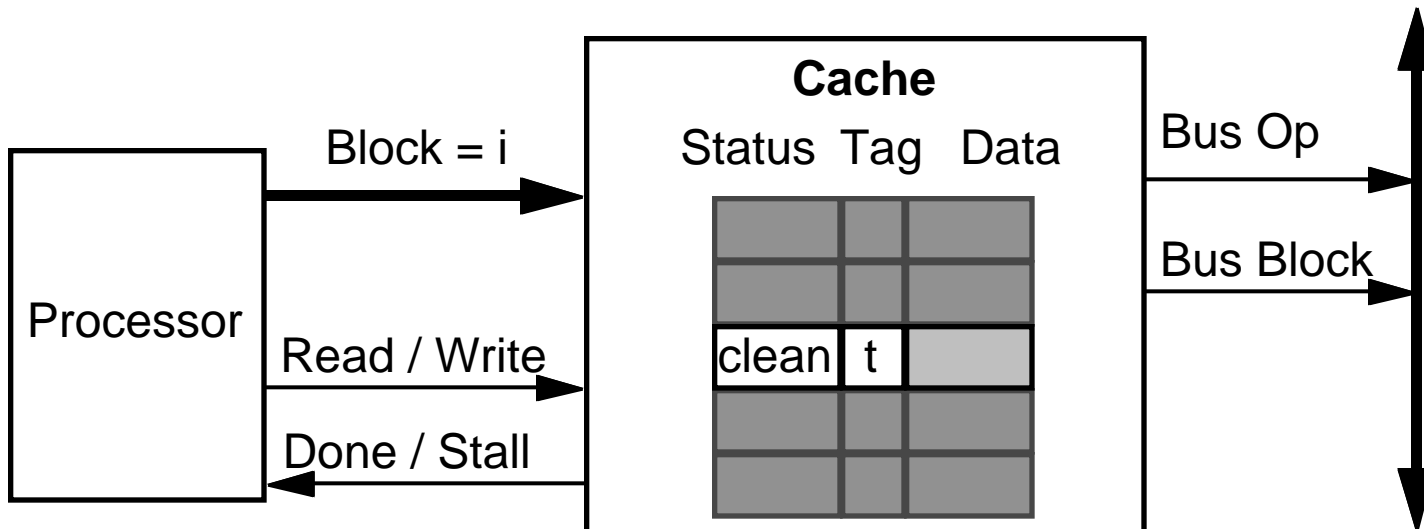 Cache
Block = i
Status Tag Data
Bus Op
Bus Block
Processor
Read / Write
clean t
Done / Stall